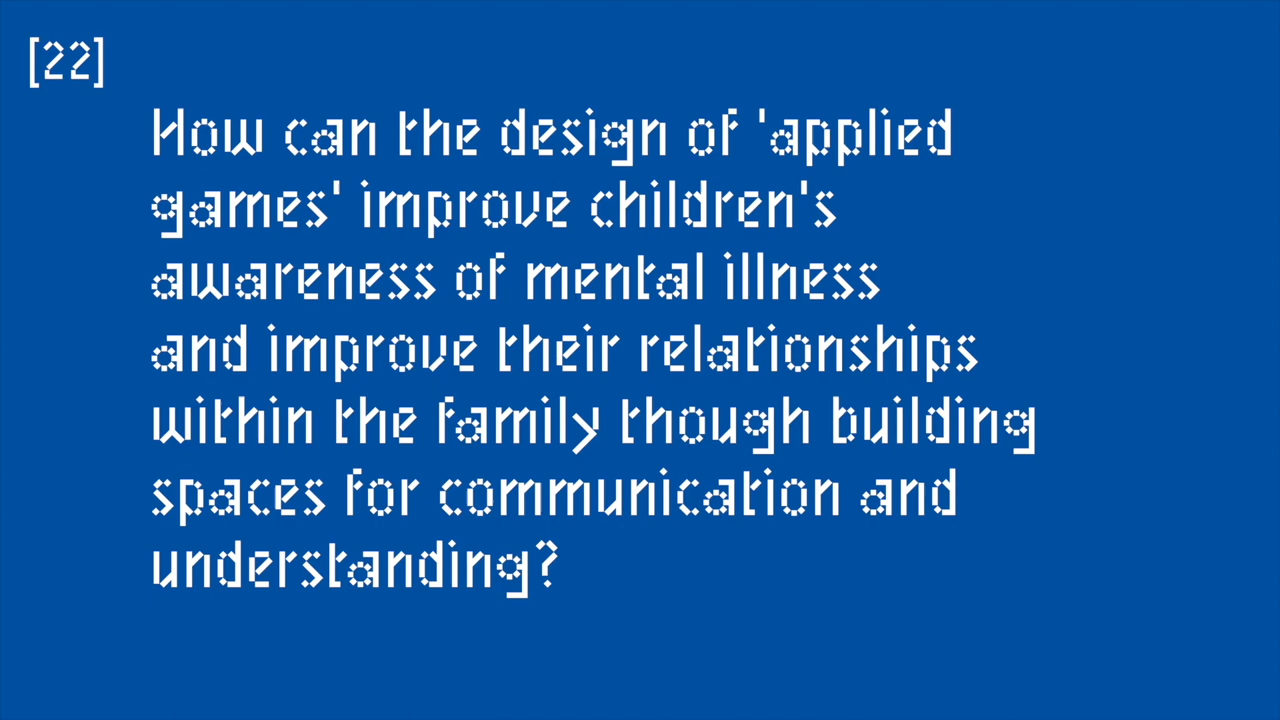 [22]
How can the design of 'applied
games' improve children's
awareness of mental illness
and improve their relationships
within the family though building
spaces for communication and
understanding?